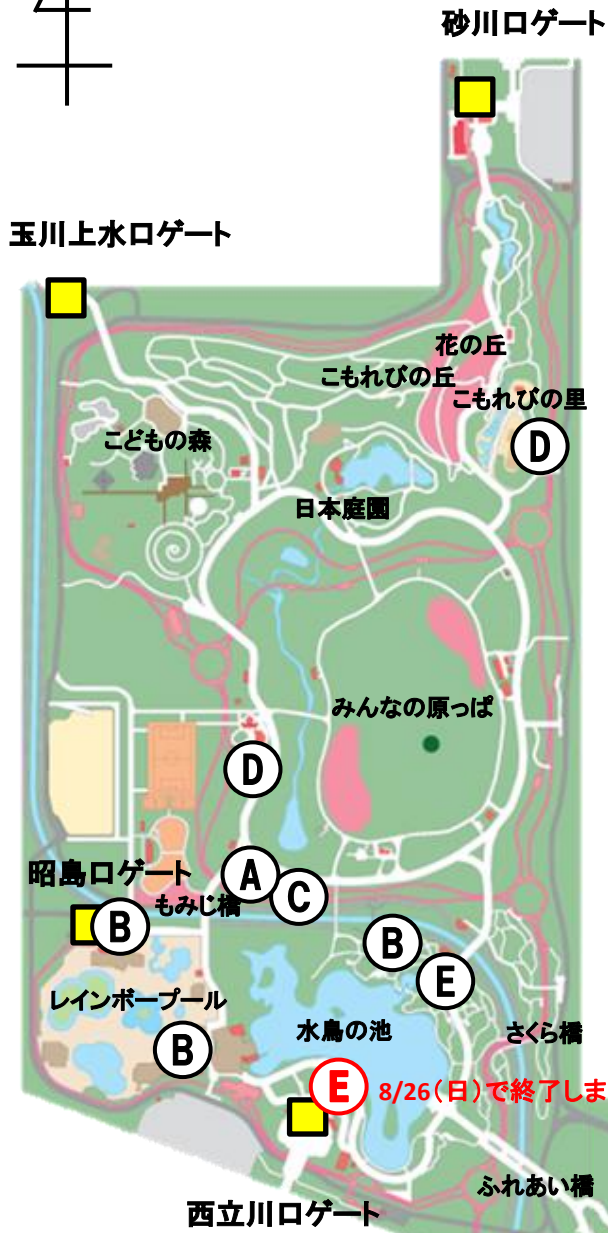 砂川口ゲート
玉川上水口ゲート
花の丘
こもれびの丘
こもれびの里
こどもの森
D
日本庭園
みんなの原っぱ
D
昭島口ゲート
A
もみじ橋
C
B
B
E
レインボープール
水鳥の池
さくら橋
B
E
8/26(日)で終了しま
ふれあい橋
西立川口ゲート